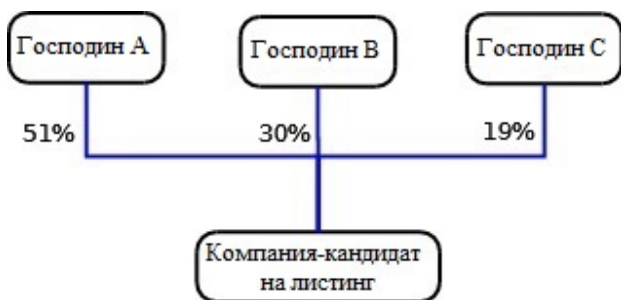 Господин А
Господин В
Господин С
51%
30%
19%
Компания-кандидат
на листинг